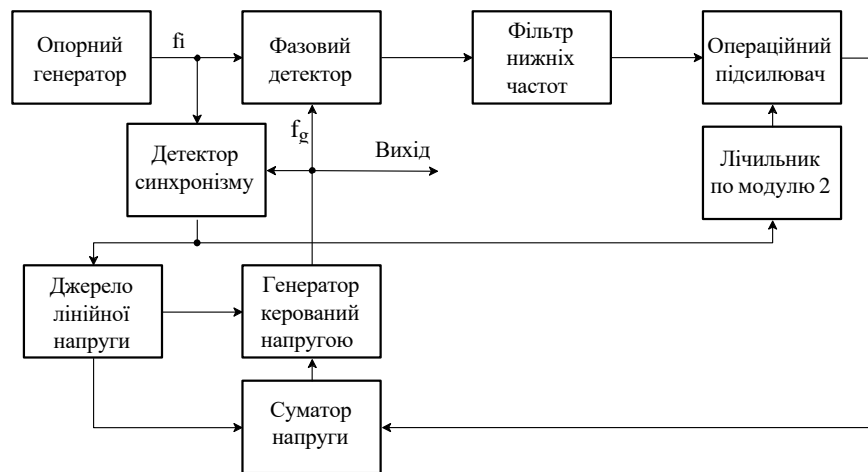 Опорний
генератор
fi
Фазовий
детектор
Фільтр
нижніх
частот
Операційний
підсилювач
fg
Детектор
синхронізму
Вихід
Лічильник
по модулю 2
Джерело
лінійної
напруги
Генератор
керований
напругою
Суматор
напруги